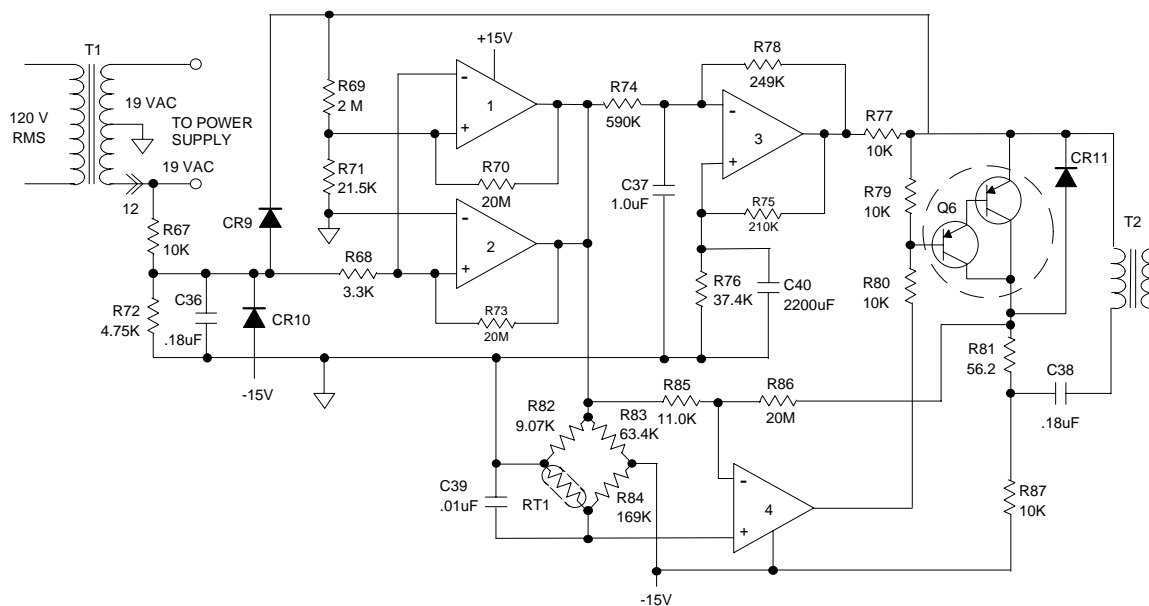 T1
120 V
RMS
19 VAC
TO POWER
SUPPLY
19 VAC
12
R67
10K
R72
4.75K
C36
.18uF
CR9
CR10
-15V
R69
2 M
R71
21.5K
R68
3.3K
+15V
-
1
+
R70
20M
-
2
+
R73
20M
R74
590K
C37
1.0uF
R78
249K
-
3
+
R75
210K
R76
37.4K
C40
2200uF
R77
10K
R79
10K
R80
10K
Q6
CR11
T2
R81
56.2
C38
.18uF
R87
10K
R85
11.0K
R86
20M
R82
9.07K
R83
63.4K
C39
.01uF
RT1
R84
169K
-
4
+
-15V